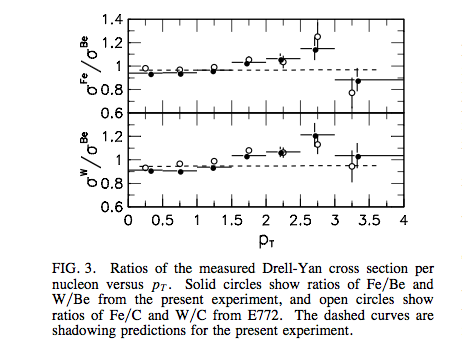 1.4
1.2
1
0.8
0.6
σFe/σBe
1.2
1
0.8
0.6
σW/σBe
0 0.5 1 1.5 2 2.5 3 3.5 4
pT
FIG. 3. Ratios of the measured Drell-Yan cross section per
nucleon versus pT. Solid circles show ratios of Fe/Be and
W/Be from the present experiment, and open circles show
ratios of Fe/C and W/C from E772. The dashed curves are
shadowing predictions for the present experiment.